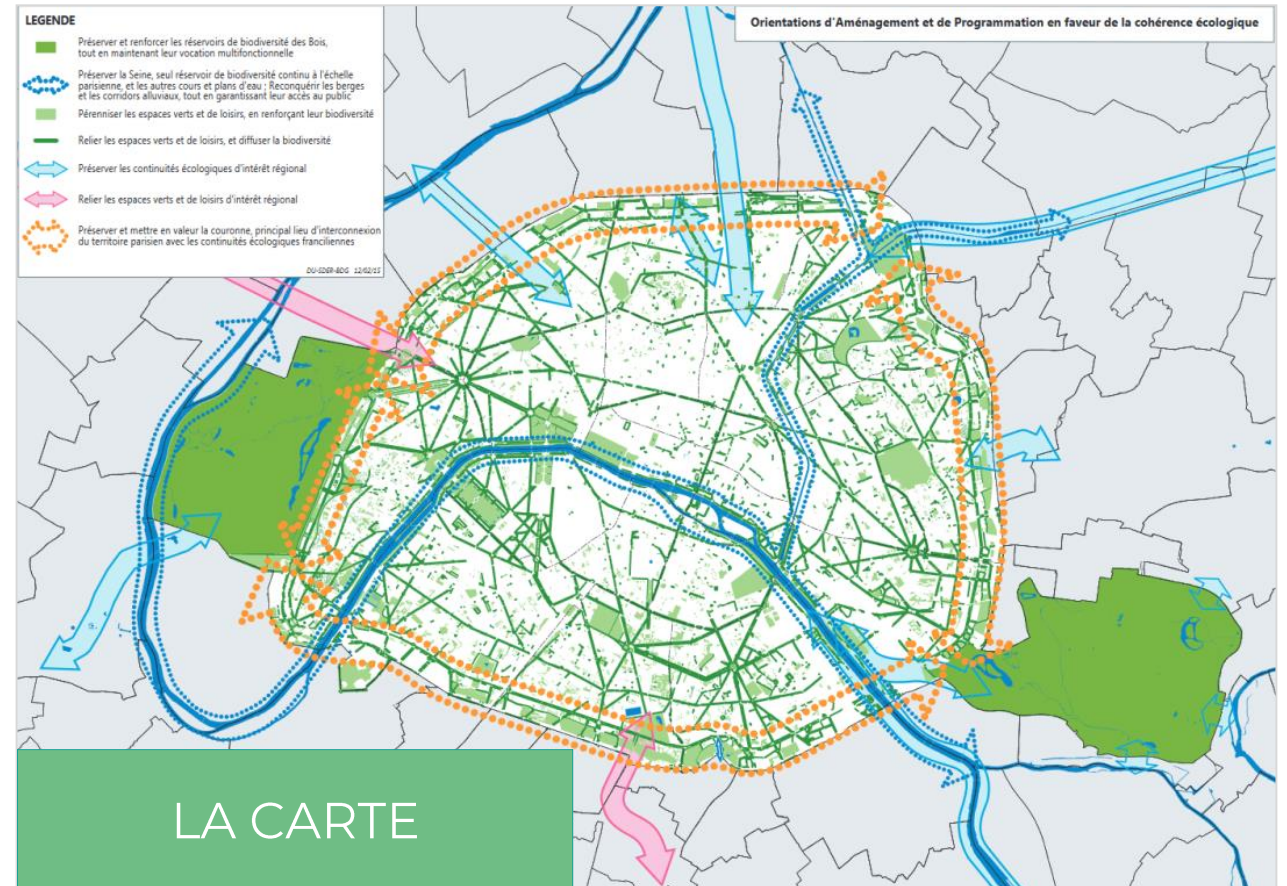 LEGENDE
Préserver et renforcer les réservoirs de biodiversité des Bois,
tout en maintenant leur vocation multifonctionnelle
Préserver la Seine, seul réservoir de biodiversité continu à l'échelle
parisienne, et les autres cours et plans d'eau ; Reconquérir les berges
et les corridors alluviaux, tout en garantissant leur accès au public
Pérenniser les espaces verts et de loisirs, en renforçant leur biodiversité
Relier les espaces verts et de loisirs, et diffuser la biodiversité
Préserver les continuités écologiques d'intérêt régional
Relier les espaces verts et de loisirs d'intérêt régional
Préserver et mettre en valeur la couronne, principal lieu d'interconnexion
du territoire parisien avec les continuités écologiques franciliennes
DU-SDER-BDG 12/02/15
Orientations d'Aménagement et de Programmation en faveur de la cohérence écologique
LA CARTE